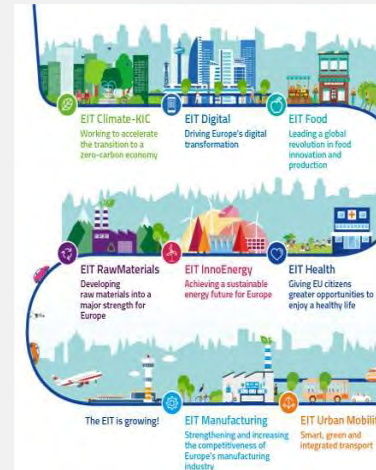 EIT Climate-KIC
Working to accelerate
the transition to a
zero-carbon economy
EIT Digital
Driving Europe's digital
transformation
EIT Food
Leading a global
revolution in food
innovation and
production
EIT RawMaterials
Developing
raw materials into a
major strength for
Europe
EIT InnoEnergy
Achieving a sustainable
energy future for Europe
EIT Health
Giving EU citizens
greater opportunities to
enjoy a healthy life
The EIT is growing!
EIT Manufacturing
Strengthening and increasing
the competitiveness of
Europe's manufacturing
industry
EIT Urban Mobilit
Smart, green and
integrated transport